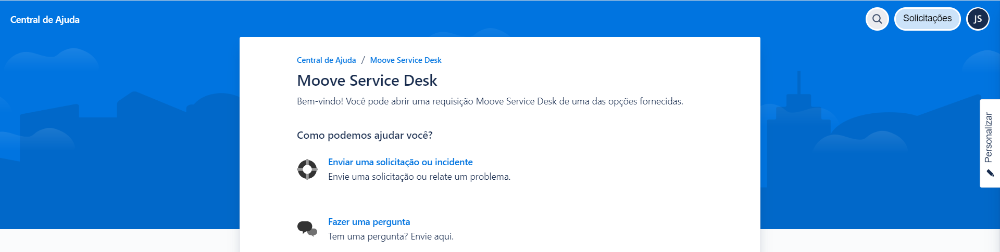 Central de Ajuda
Solicitações
JS
Central de Ajuda / Moove Service Desk
Moove Service Desk
Bem-vindo! Você pode abrir uma requisição Moove Service Desk de uma das opções fornecidas.
Como podemos ajudar você?
Enviar uma solicitação ou incidente
Envie uma solicitação ou relate um problema.
Fazer uma pergunta
Tem uma pergunta? Envie aqui.
Personalizar